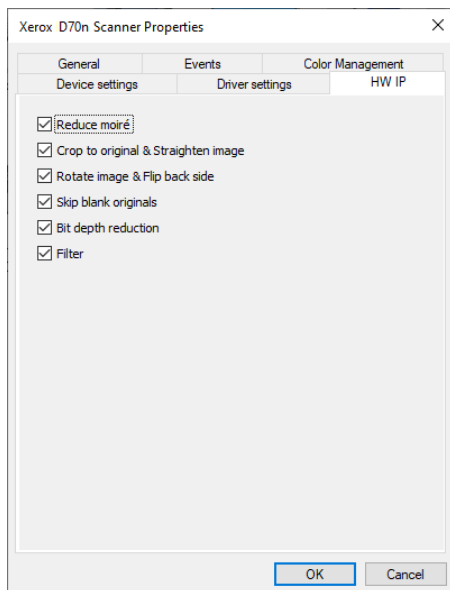 Xerox D70n Scanner Properties
General Events Color Management
Device settings Driver settings HW IP
Reduce moiré
Crop to original & Straighten image
Rotate image & Flip back side
Skip blank originals
Bit depth reduction
Filter
OK Cancel